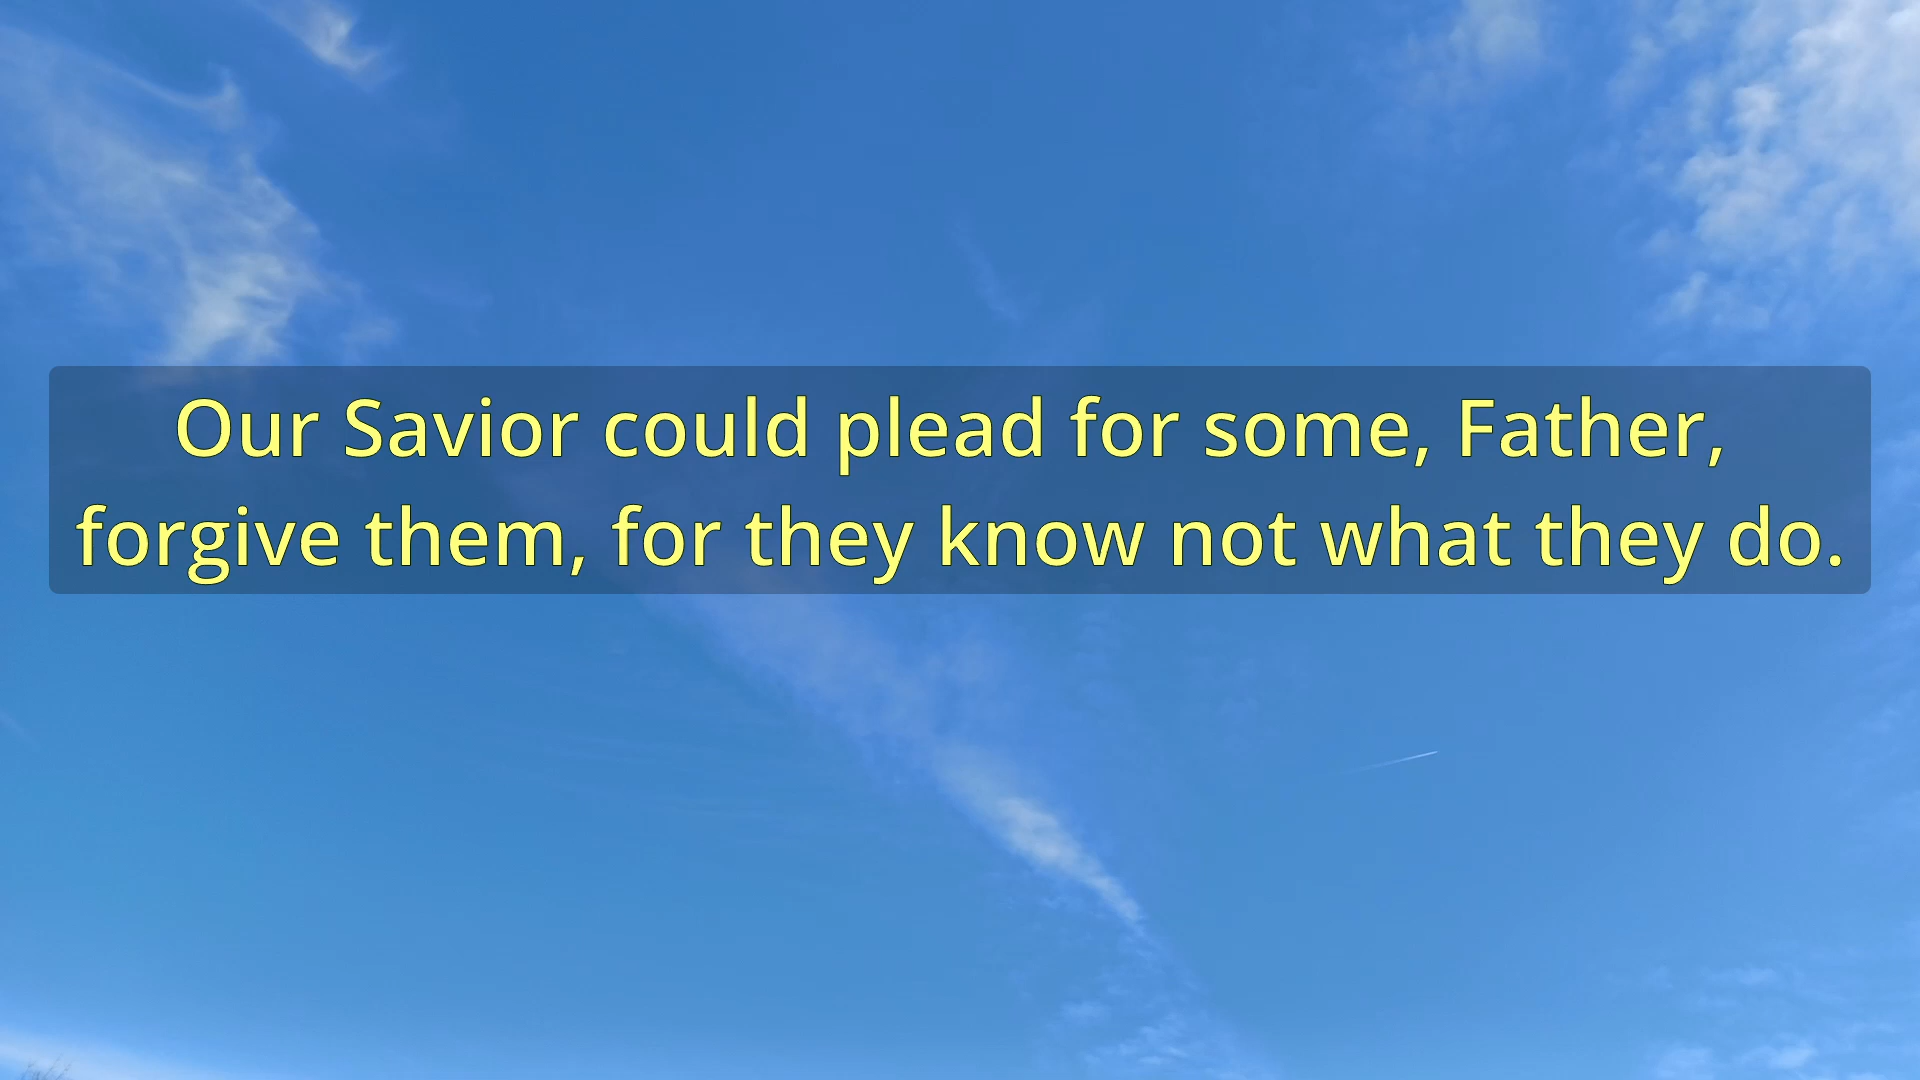 Our Savior could plead for some, Father,
forgive them, for they know not what they do.